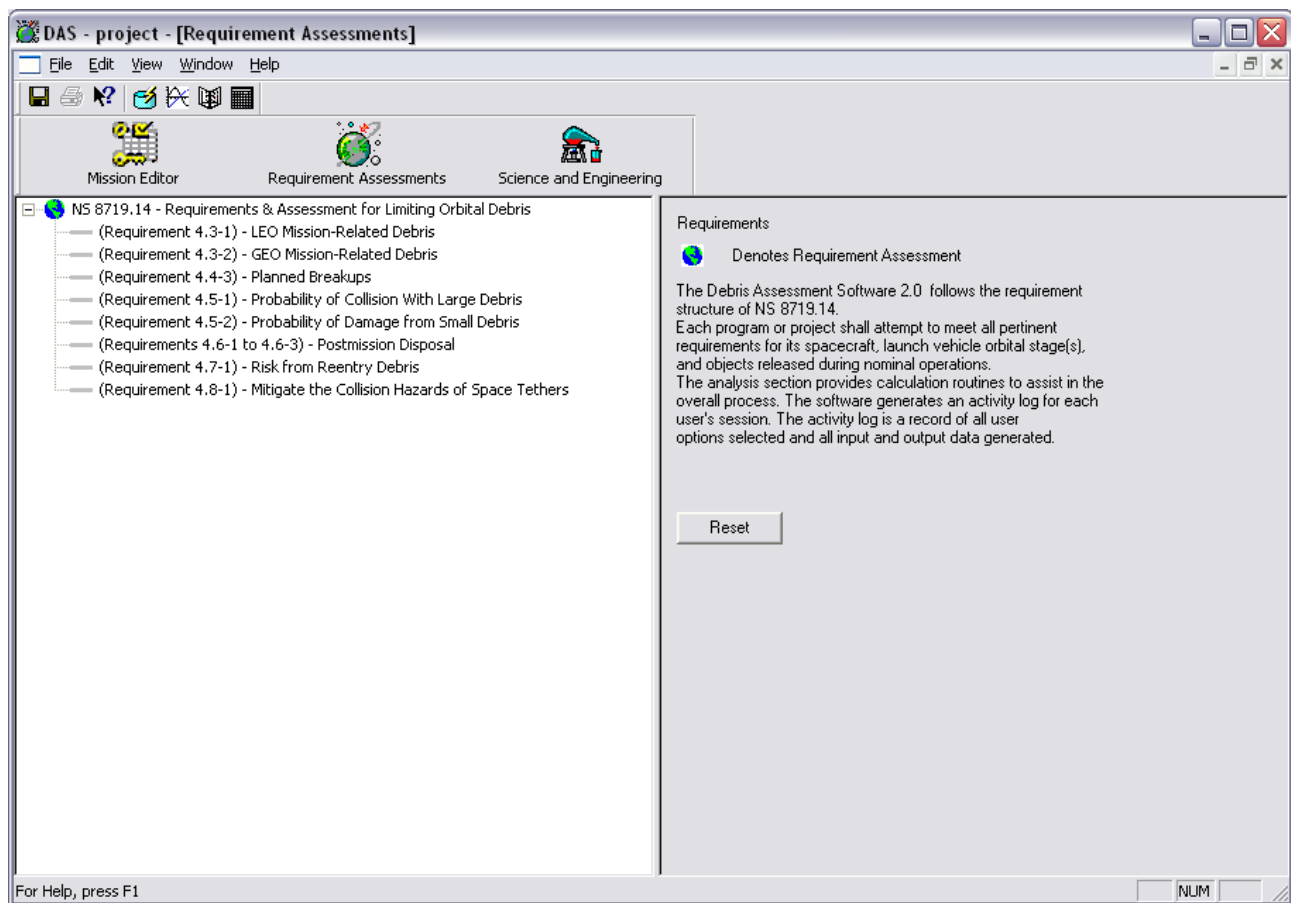 DAS - project - [Requirement Assessments]
File Edit View Window Help
Mission Editor Requirement Assessments Science and Engineering
NS 8719.14 - Requirements & Assessment for Limiting Orbital Debris
(Requirement 4.3-1) - LEO Mission-Related Debris
(Requirement 4.3-2) - GEO Mission-Related Debris
(Requirement 4.4-3) - Planned Breakups
(Requirement 4.5-1) - Probability of Collision With Large Debris
(Requirement 4.5-2) - Probability of Damage from Small Debris
(Requirements 4.6-1 to 4.6-3) - Postmission Disposal
(Requirement 4.7-1) - Risk from Reentry Debris
(Requirement 4.8-1) - Mitigate the Collision Hazards of Space Tethers
Requirements
Denotes Requirement Assessment
The Debris Assessment Software 2.0 follows the requirement
structure of NS 8719.14.
Each program or project shall attempt to meet all pertinent
requirements for its spacecraft, launch vehicle orbital stage(s),
and objects released during nominal operations.
The analysis section provides calculation routines to assist in the
overall process. The software generates an activity log for each
user's session. The activity log is a record of all user
options selected and all input and output data generated.
Reset
For Help, press F1
NUM